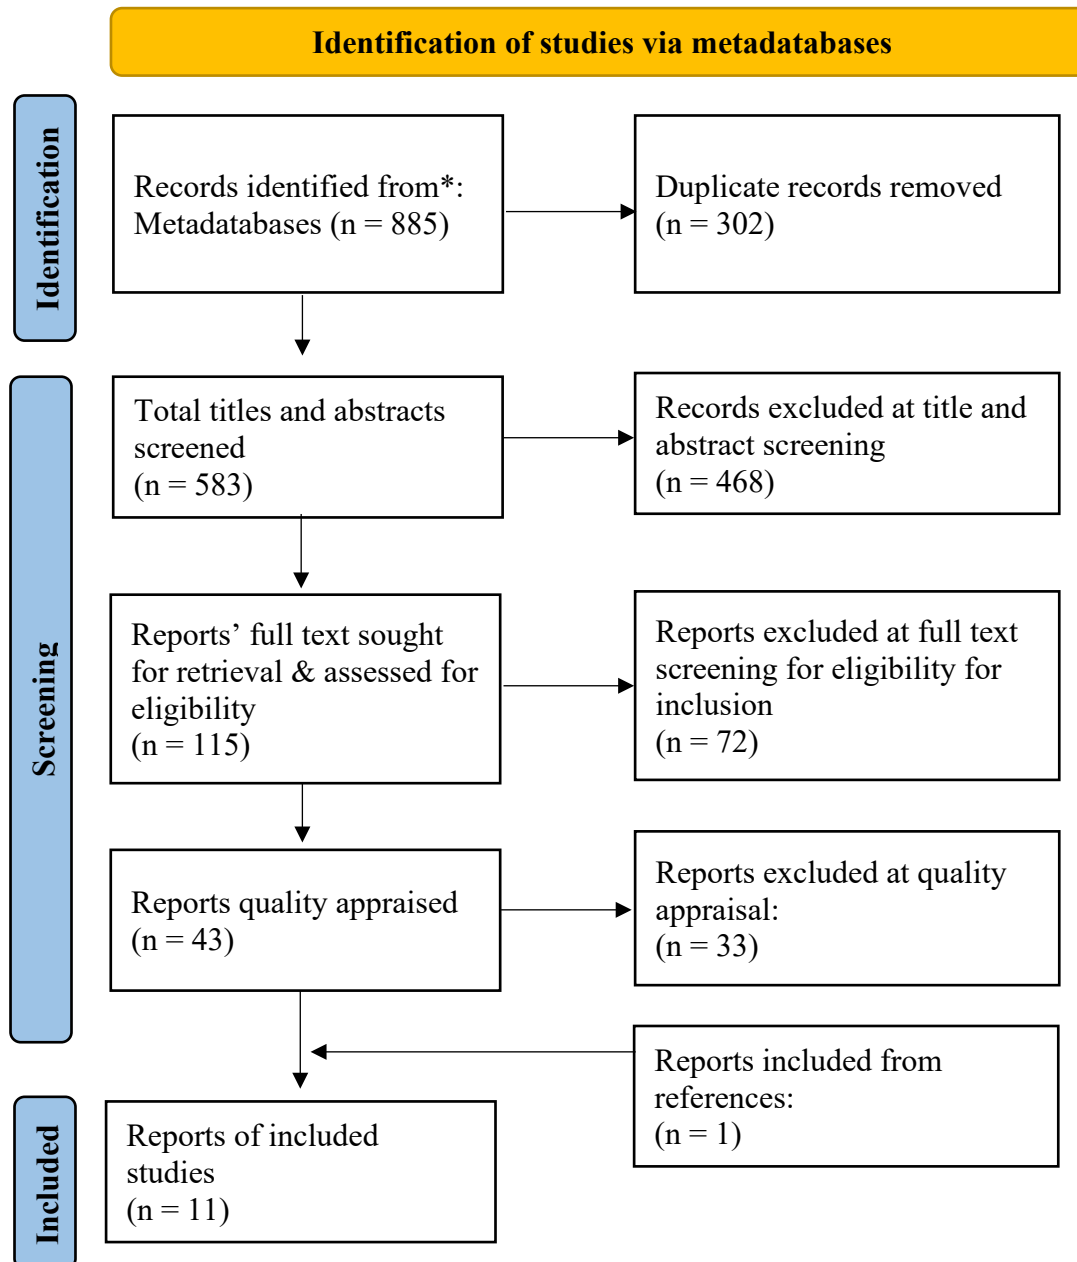 Identification of studies via metadatabases
Identification
Records identified from*:
Metadatabases (n = 885)
Duplicate records removed
(n = 302)
Screening
Total titles and abstracts
screened
(n = 583)
Records excluded at title and
abstract screening
(n = 468)
Reports’ full text sought
for retrieval & assessed for
eligibility
(n = 115)
Reports excluded at full text
screening for eligibility for
inclusion
(n = 72)
Reports quality appraised
(n = 43)
Reports excluded at quality
appraisal:
(n = 33)
Reports included from
references:
(n = 1)
Included
Reports of included
studies
(n = 11)